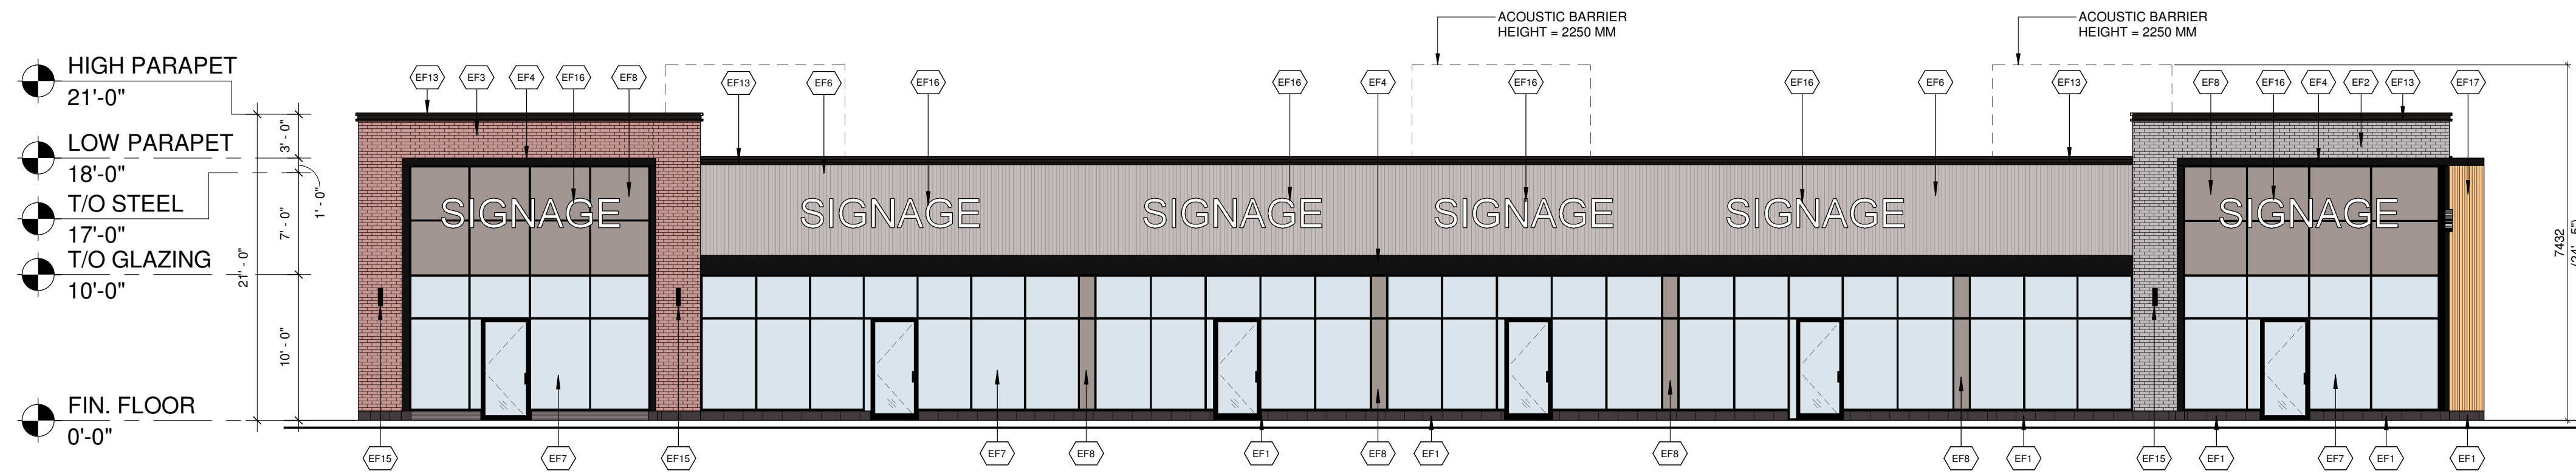 ACOUSTIC BARRIER
HEIGHT = 2250 MM
ACOUSTIC BARRIER
HEIGHT = 2250 MM
HIGH PARAPET
21'-0"
LOW PARAPET
18'-0"
T/O STEEL
17'-0"
T/O GLAZING
10'-0"
FIN. FLOOR
0'-0"
21' - 0"
3' - 0"
1' - 0"
7' - 0"
10' - 0"
EF13 EF3 EF4 EF16 EF8 EF13 EF6 EF16 EF16 EF4 EF16 EF16 EF6 EF13 EF8 EF16 EF4 EF2 EF13 EF17
SIGNAGE SIGNAGE SIGNAGE SIGNAGE SIGNAGE SIGNAGE
7432
EF15 EF7 EF15 EF7 EF8 EF1 EF8 EF1 EF8 EF8 EF1 EF15 EF1 EF7 EF1 EF1